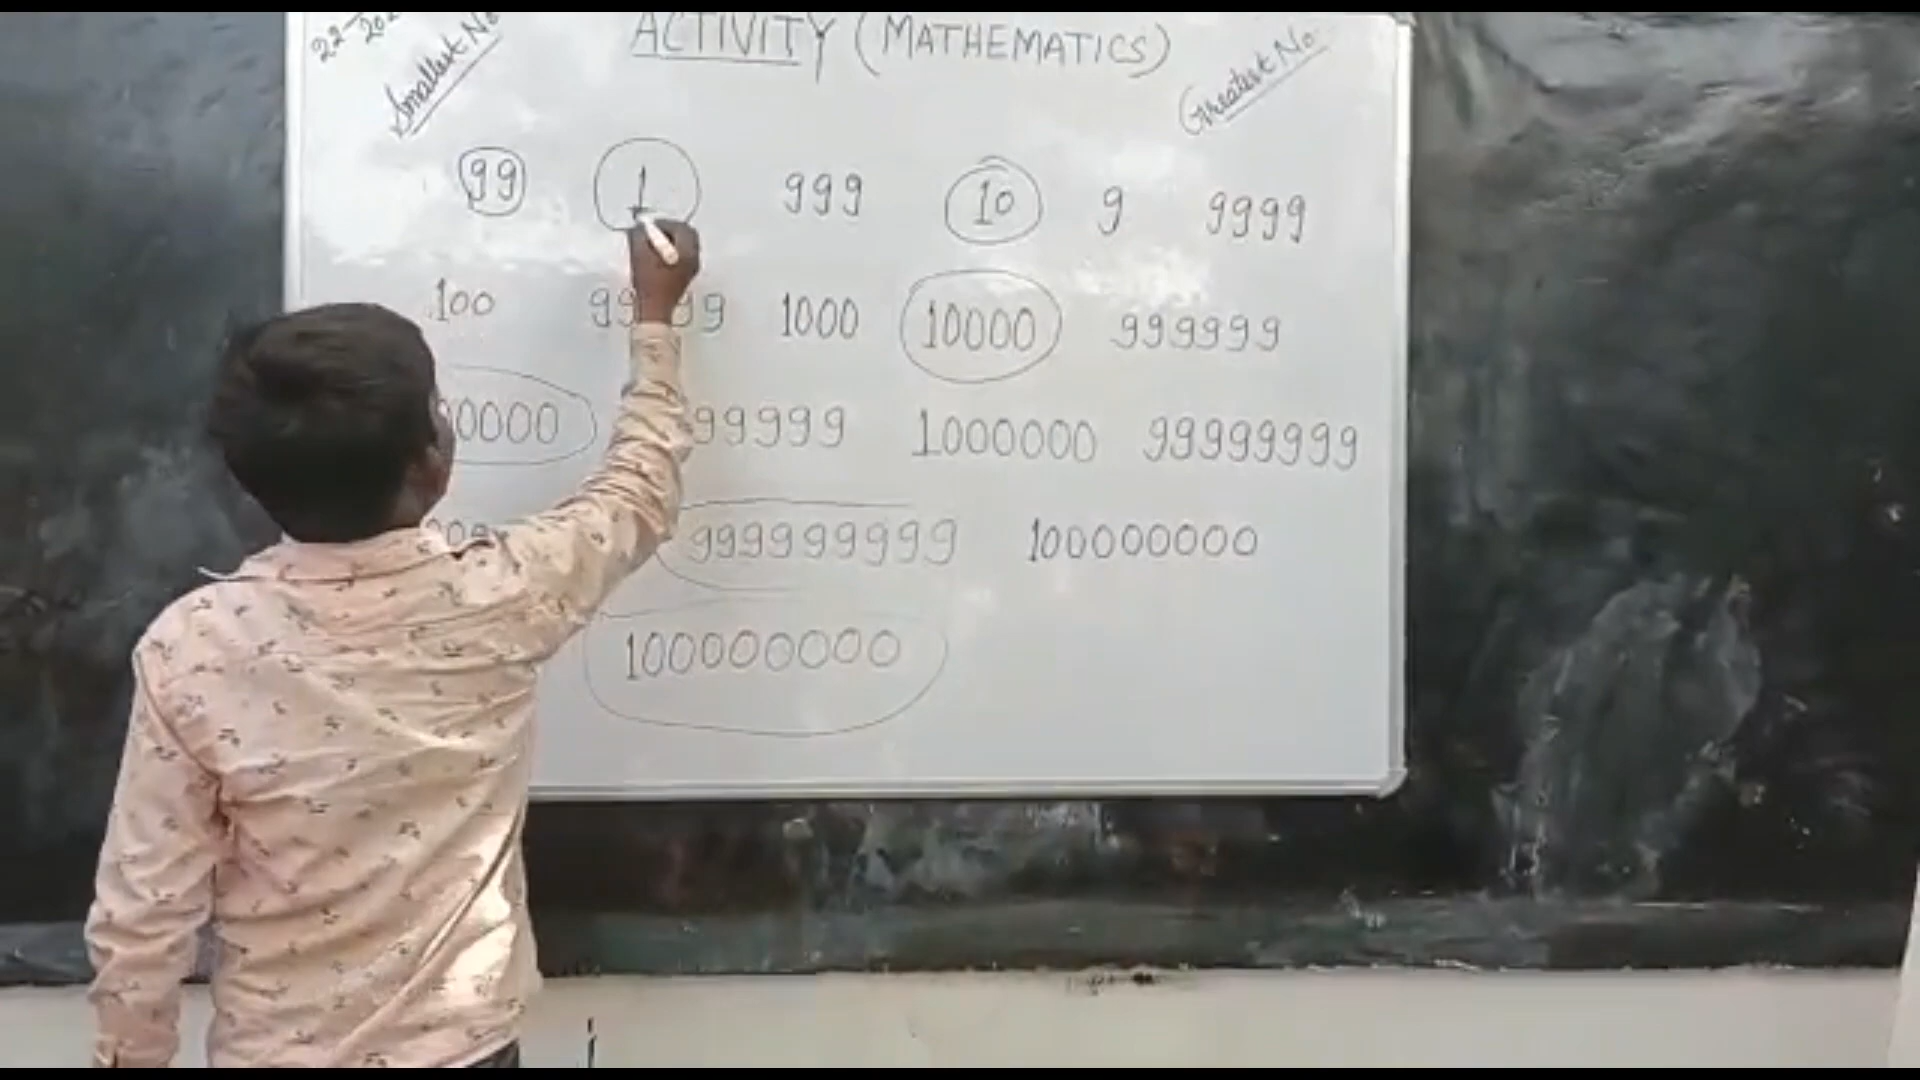 22-
ACTIVITY (MATHEMATICS)
Smallest No
Greatest No.
99 1 999 10 9 9999
100 1000 10000 999999
1000000 99999999
999999999 100000000
100000000